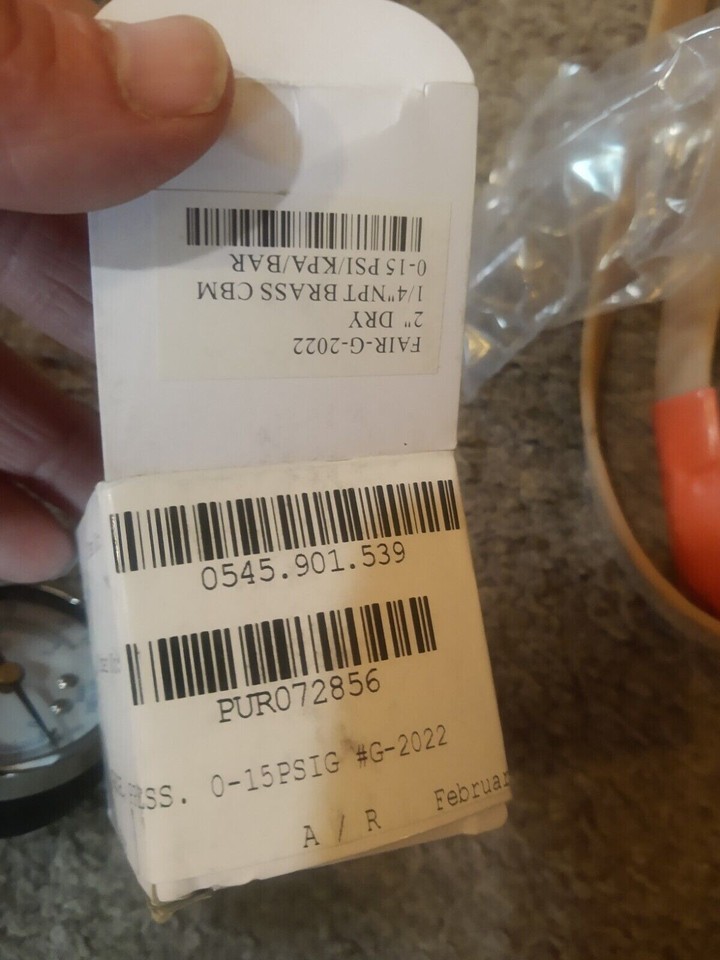 FAIR-G-2022
2" DRY
1/4"NPT BRASS CBM
0-15 PSI/KPA/BAR
0545.901.539
PUR072856
0-15PSIG #G-2022
A / R Februar